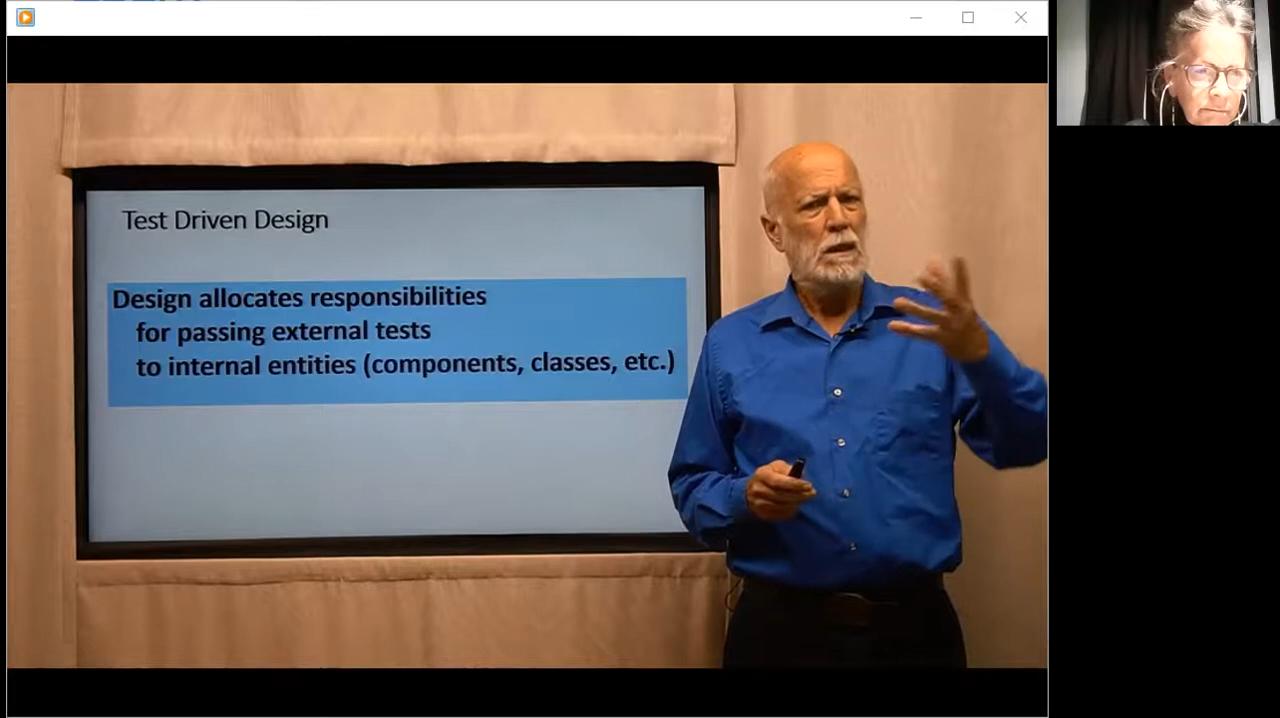 Test Driven Design
Design allocates responsibilities
for passing external tests
to internal entities (components, classes, etc.)